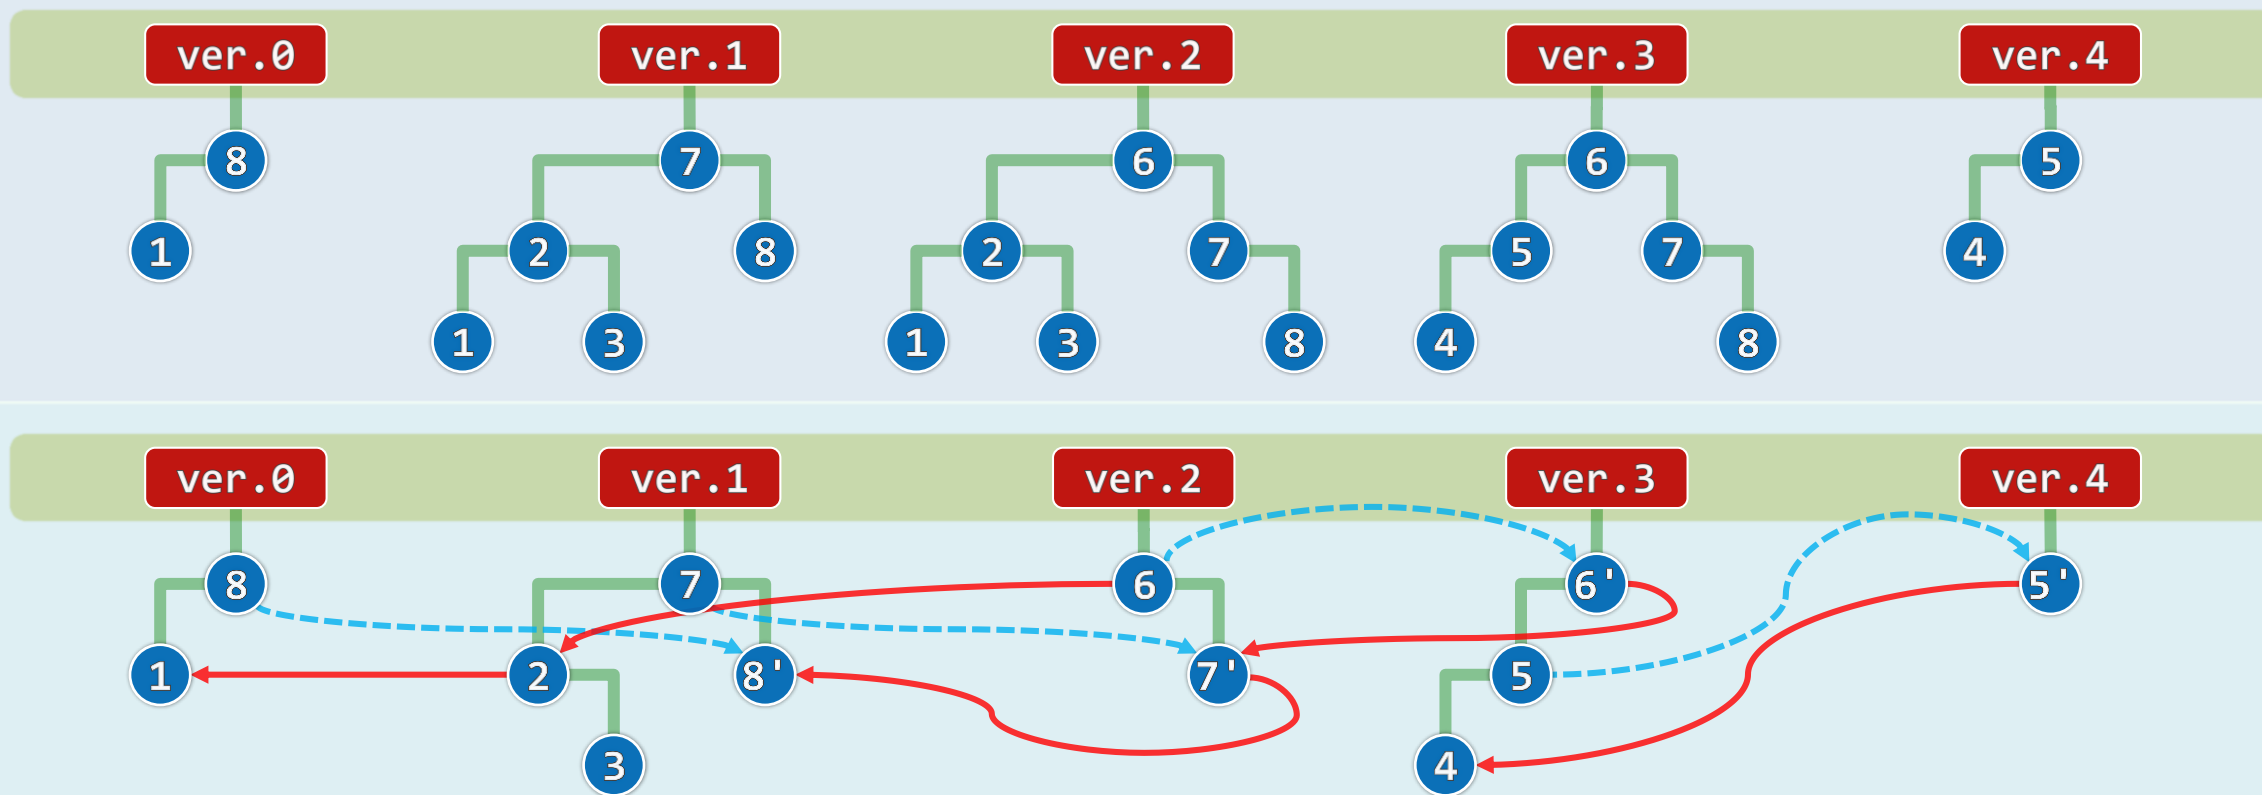 ver.0 ver.1 ver.2 ver.3 ver.4
8 7 6 6 5
1 2 8 2 7 5 7 4
1 3 1 3 8 4 8
ver.0 ver.1 ver.2 ver.3 ver.4
8 7 6 6' 5'
1 2 8' 7' 5
3 4